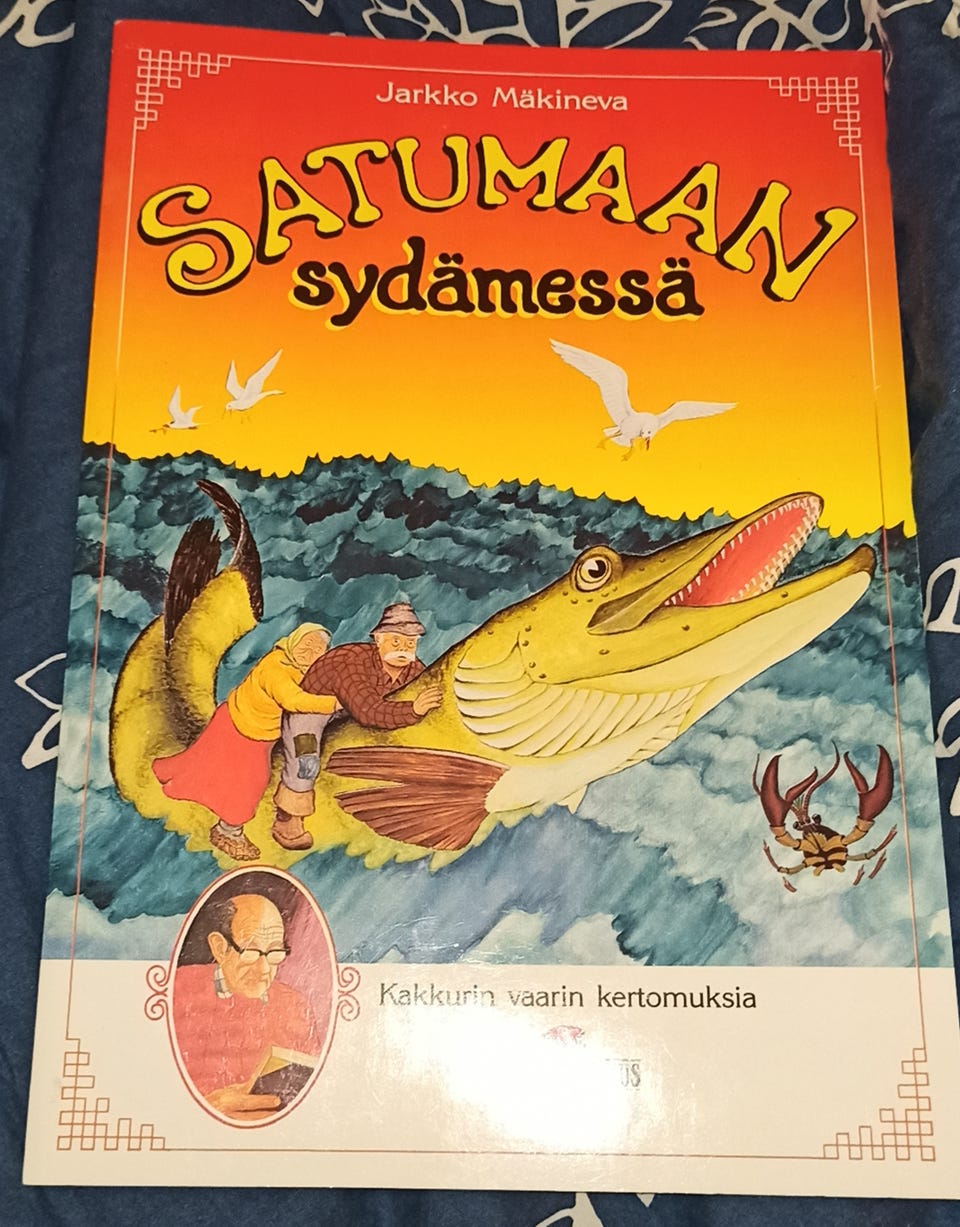 Jarkko Mäkineva
SATUMAAN
sydämessä
Kakkurin vaarin kertomuksia